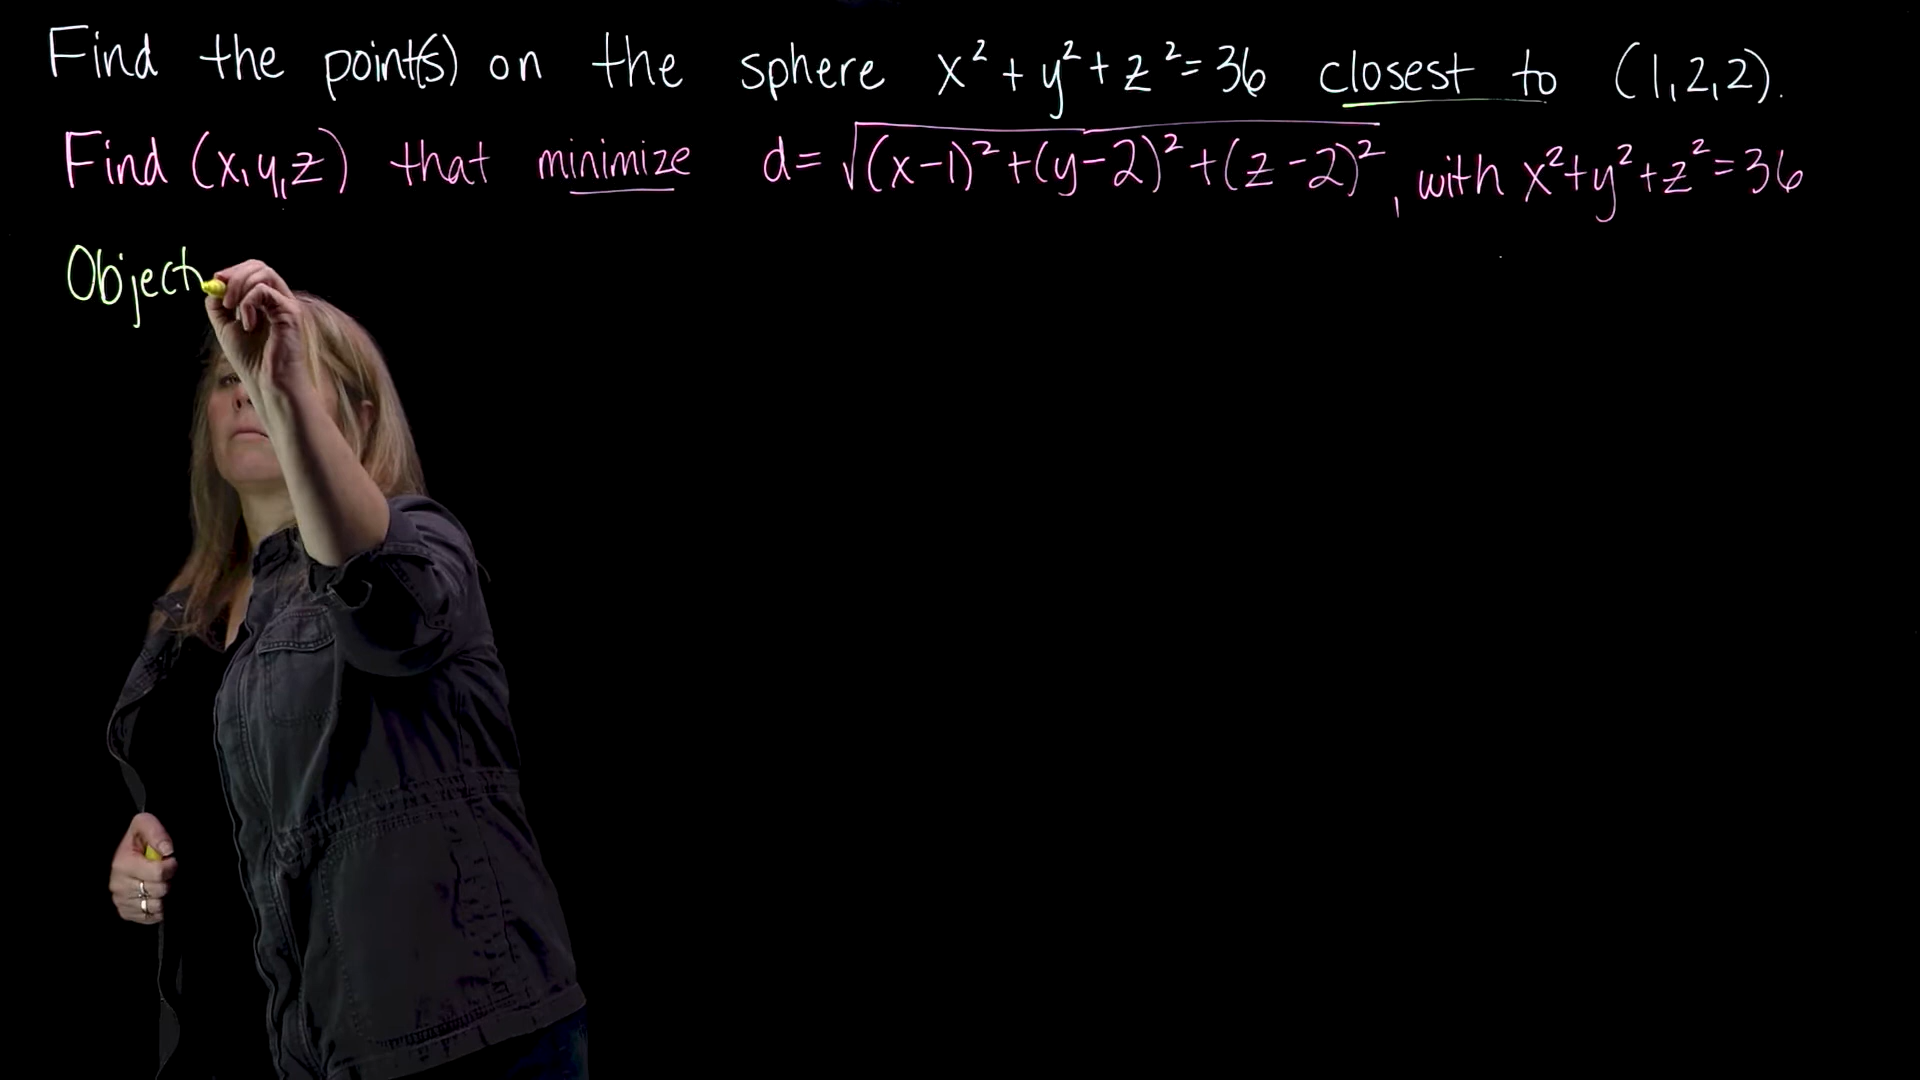 Find the point(s) on the sphere x²+y²+z²=36 closest to (1,2,2).
Find (x,y,z) that minimize d=√(x-1)²+(y-2)²+(z-2)², with x²+y²+z²=36
Objecti